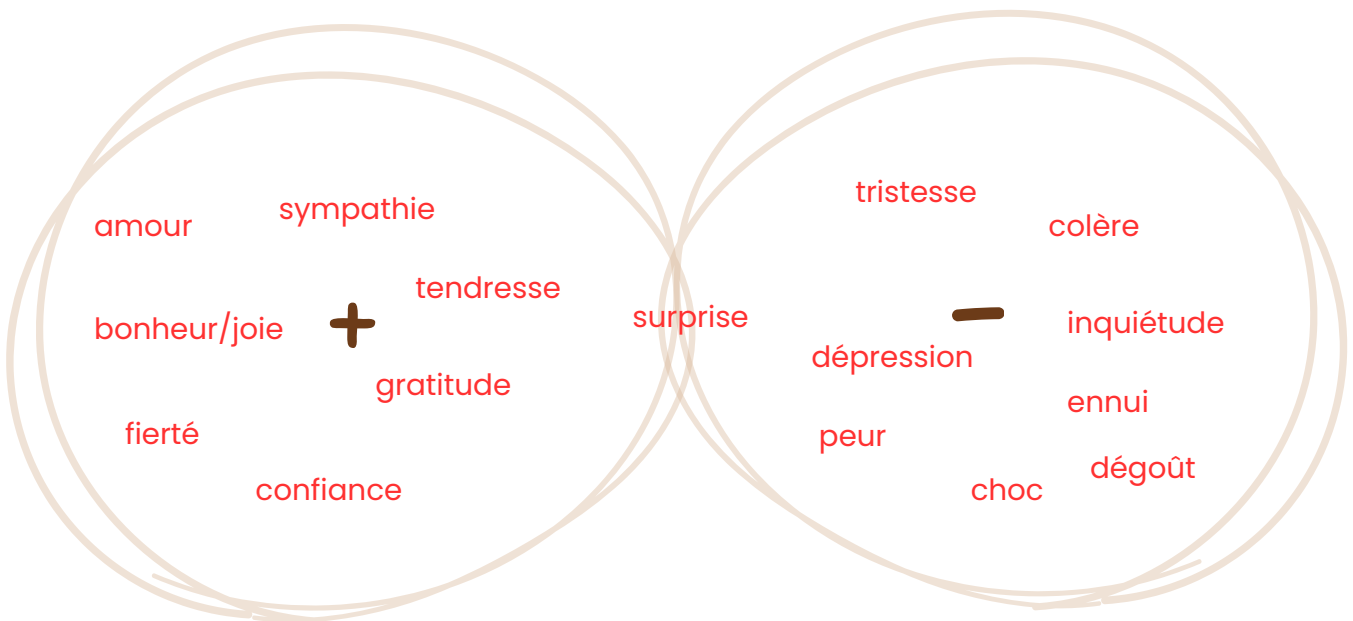 amour
sympathie
tendresse
bonheur/joie
+
gratitude
fierté
confiance
surprise
tristesse
colère
-
inquiétude
dépression
ennui
peur
dégoût
choc